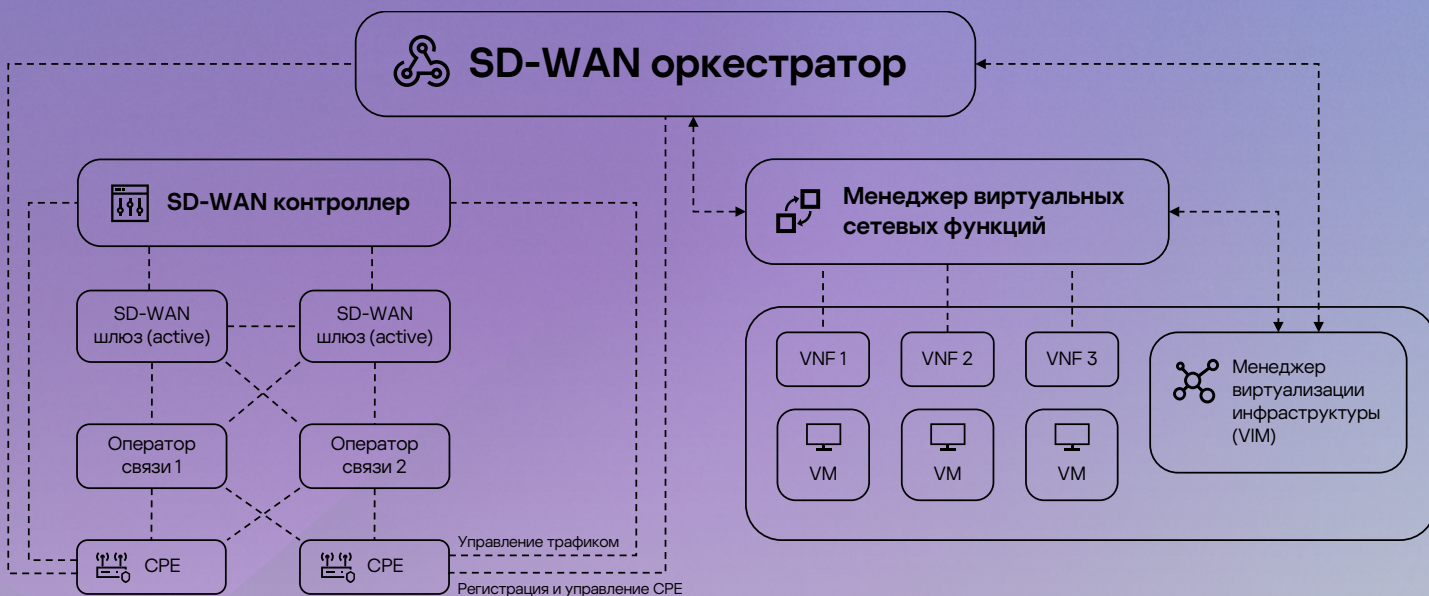 SD-WAN оркестратор
SD-WAN контроллер
Менеджер виртуальных
сетевых функций
SD-WAN
шлюз (active)
SD-WAN
шлюз (active)
VNF 1
VNF 2
VNF 3
Менеджер
виртуализации
инфраструктуры
(VIM)
Оператор
связи 1
Оператор
связи 2
VM
VM
VM
CPE
CPE
Управление трафиком
Регистрация и управление CPE